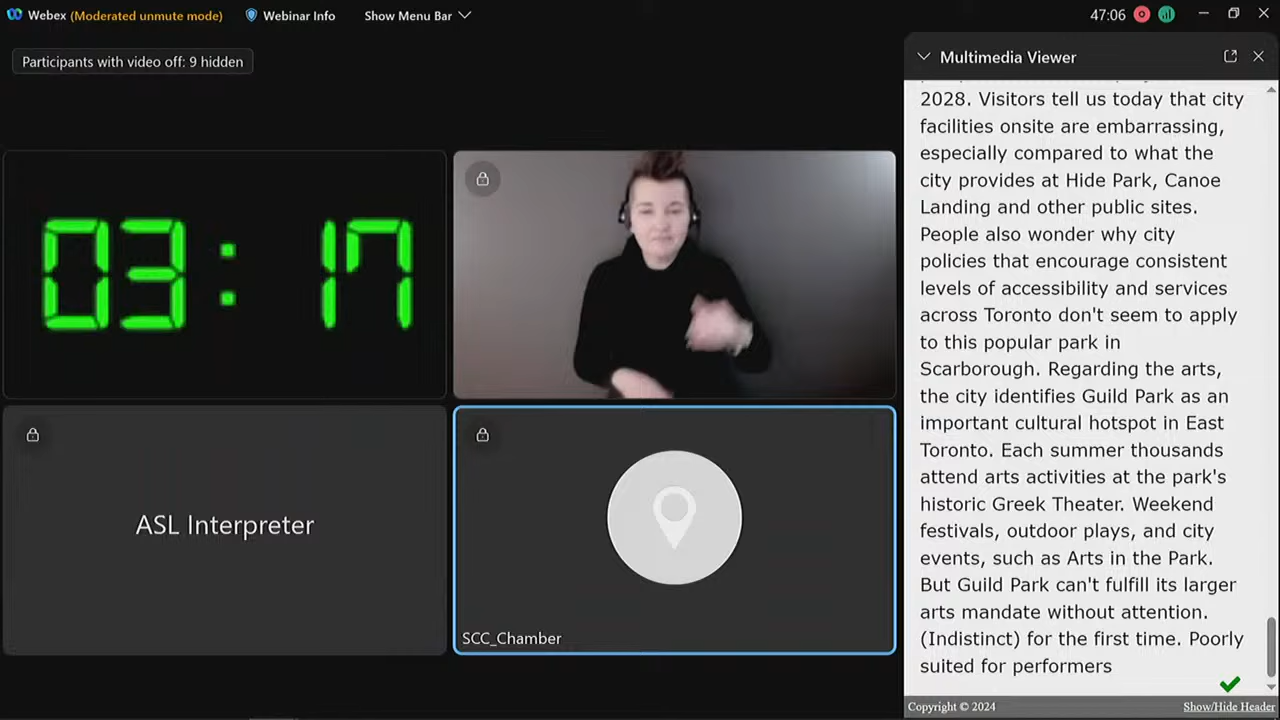 Webex (Moderated unmute mode) Webinar Info Show Menu Bar 47:06
Participants with video off: 9 hidden
03:17
ASL Interpreter
SCC_Chamber
Multimedia Viewer
2028. Visitors tell us today that city
facilities onsite are embarrassing,
especially compared to what the
city provides at Hide Park, Canoe
Landing and other public sites.
People also wonder why city
policies that encourage consistent
levels of accessibility and services
across Toronto don't seem to apply
to this popular park in
Scarborough. Regarding the arts,
the city identifies Guild Park as an
important cultural hotspot in East
Toronto. Each summer thousands
attend arts activities at the park's
historic Greek Theater. Weekend
festivals, outdoor plays, and city
events, such as Arts in the Park.
But Guild Park can't fulfill its larger
arts mandate without attention.
(Indistinct) for the first time. Poorly
suited for performers
Copyright © 2024 Show/Hide Header